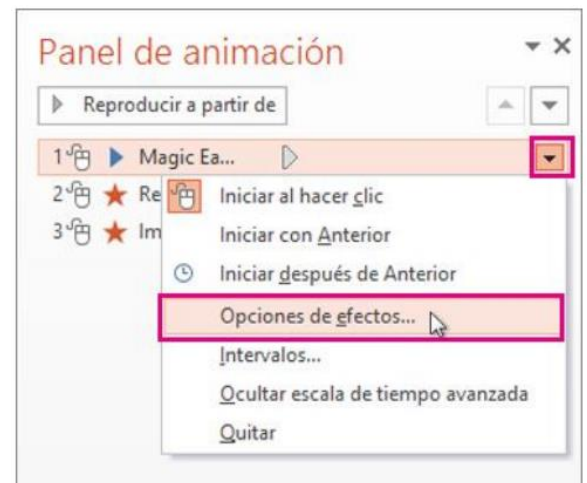 Panel de animación
Reproducir a partir de
1 Magic Ea...
2 Re
3 Im
Iniciar al hacer clic
Iniciar con Anterior
Iniciar después de Anterior
Opciones de efectos...
Intervalos...
Ocultar escala de tiempo avanzada
Quitar